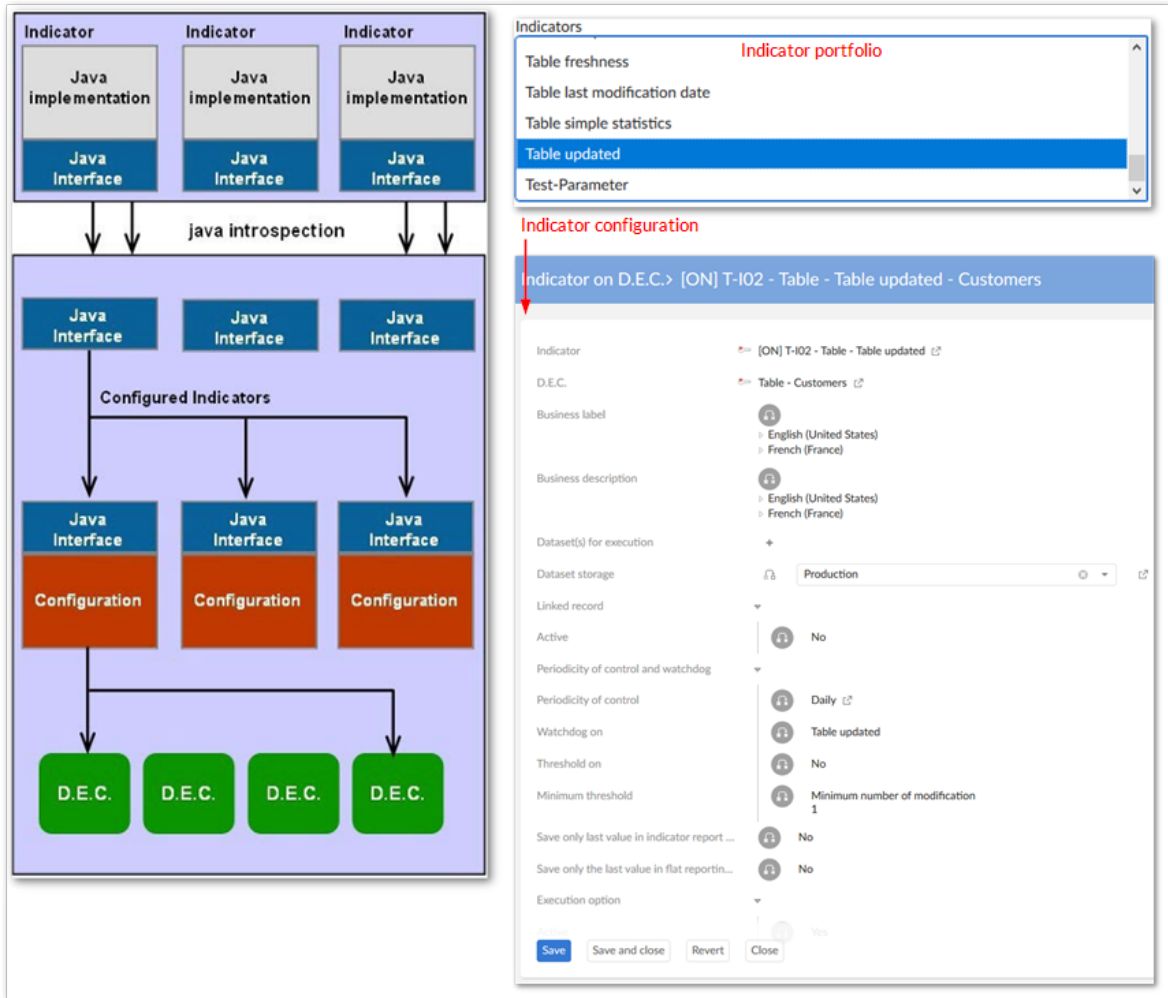 Indicator Indicator Indicator
Java implementation
Java implementation
Java implementation
Java Interface
Java Interface
Java Interface
java introspection
Java Interface
Java Interface
Java Interface
Configured Indicators
Java Interface
Java Interface
Java Interface
Configuration Configuration Configuration
D.E.C. D.E.C. D.E.C. D.E.C.
Indicators
Indicator portfolio
Table freshness
Table last modification date
Table simple statistics
Table updated
Test-Parameter
Indicator configuration
Indicator on D.E.C.> [ON] T-I02 - Table - Table updated - Customers
Indicator [ON] T-I02 - Table - Table updated
D.E.C. Table - Customers
Business label
English (United States)
French (France)
Business description
English (United States)
French (France)
Dataset(s) for execution
Dataset storage Production
Linked record
Active No
Periodicity of control and watchdog
Periodicity of control Daily
Watchdog on Table updated
Threshold on No
Minimum threshold Minimum number of modification
1
Save only last value in indicator report ... No
Save only the last value in flat reportin... No
Execution option
Active Yes
Save Save and close Revert Close